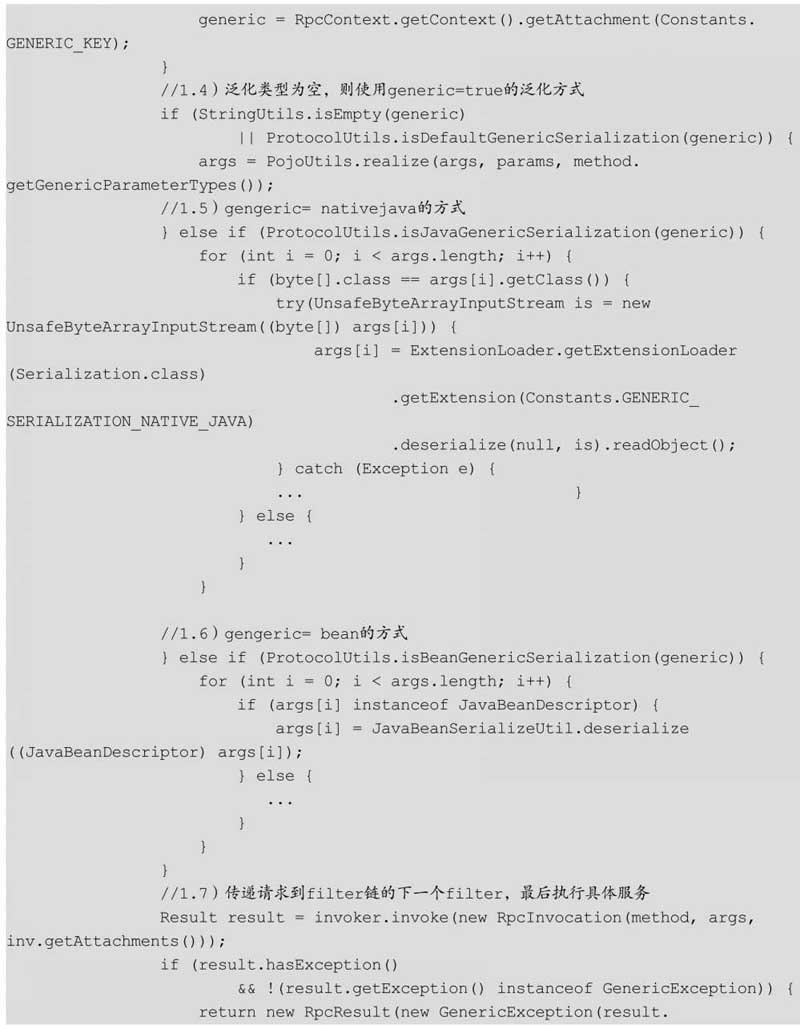 generic = RpcContext.getContext().getAttachment(Constants.
GENERIC_KEY);
}
//1.4）泛化类型为空，则使用generic=true的泛化方式
if (StringUtils.isEmpty(generic)
|| ProtocolUtils.isDefaultGenericSerialization(generic)) {
args = PojoUtils.realize(args, params, method.
getGenericParameterTypes());
//1.5）gengeric= nativejava的方式
} else if (ProtocolUtils.isJavaGenericSerialization(generic)) {
for (int i = 0; i < args.length; i++) {
if (byte[].class == args[i].getClass()) {
try(UnsafeByteArrayInputStream is = new
UnsafeByteArrayInputStream((byte[]) args[i])) {
args[i] = ExtensionLoader.getExtensionLoader
(Serialization.class)
.getExtension(Constants.GENERIC_
SERIALIZATION_NATIVE_JAVA)
.deserialize(null, is).readObject();
} catch (Exception e) {
... }
} else {
...
}
}
//1.6）gengeric= bean的方式
} else if (ProtocolUtils.isBeanGenericSerialization(generic)) {
for (int i = 0; i < args.length; i++) {
if (args[i] instanceof JavaBeanDescriptor) {
args[i] = JavaBeanSerializeUtil.deserialize
((JavaBeanDescriptor) args[i]);
} else {
...
}
}
}
//1.7）传递请求到filter链的下一个filter，最后执行具体服务
Result result = invoker.invoke(new RpcInvocation(method, args,
inv.getAttachments()));
if (result.hasException()
&& !(result.getException() instanceof GenericException)) {
return new RpcResult(new GenericException(result.